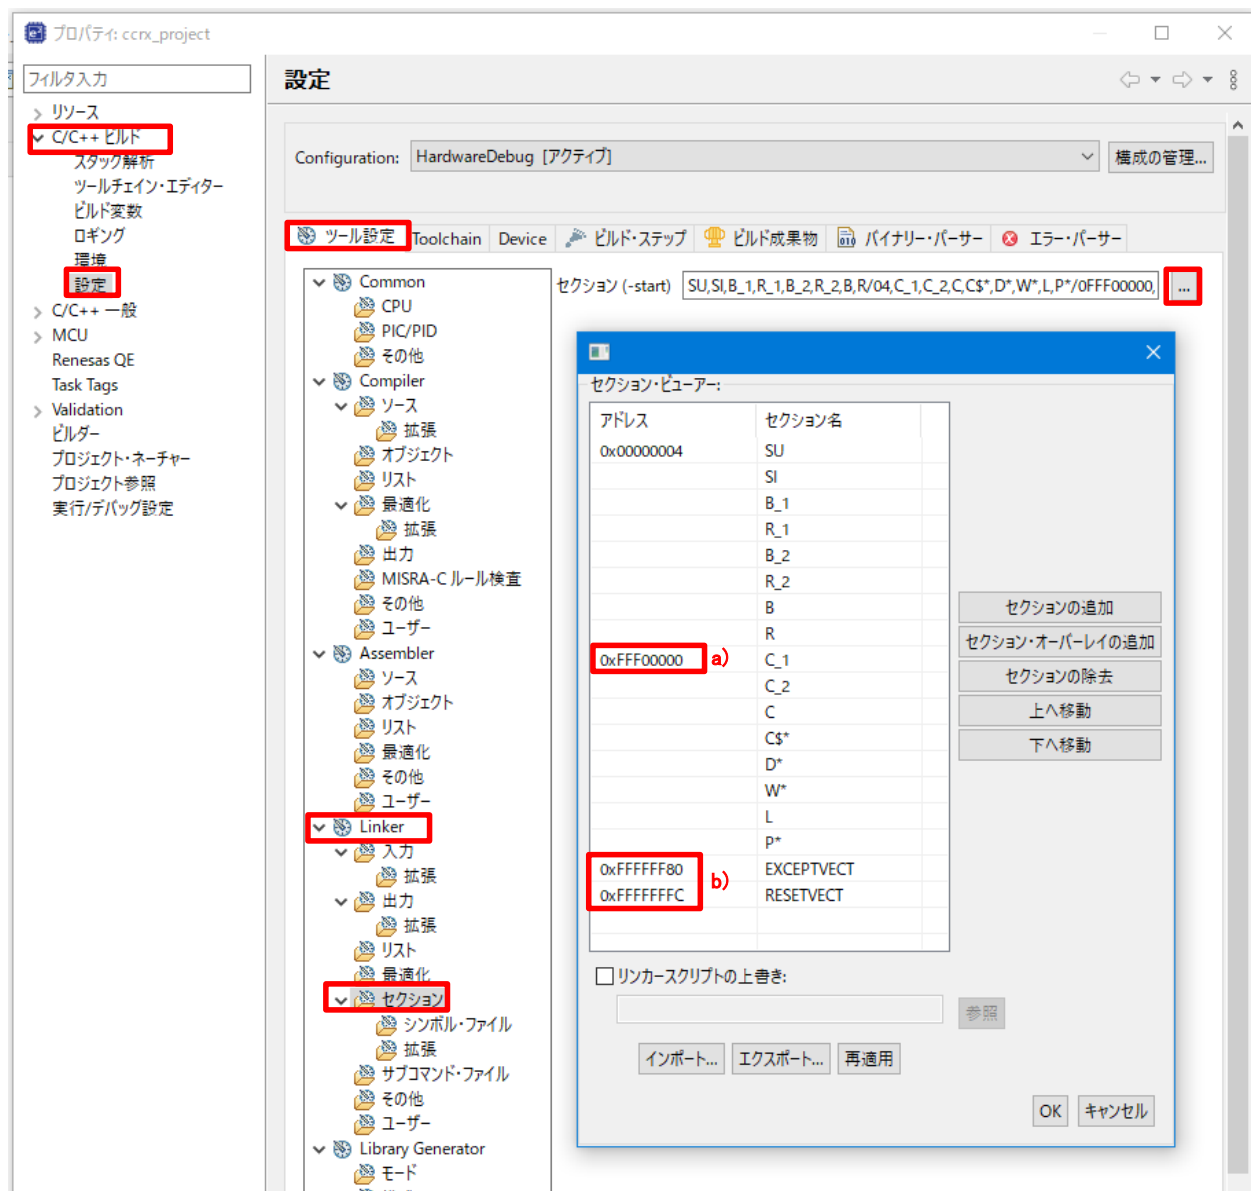 プロパティ: ccrx_project
フィルタ入力
リソース
C/C++ ビルド
スタック解析
ツールチェイン・エディター
ビルド変数
ロギング
環境
設定
C/C++ 一般
MCU
Renesas QE
Task Tags
Validation
ビルダー
プロジェクト・ネーチャー
プロジェクト参照
実行/デバッグ設定
設定
Configuration: HardwareDebug [アクティブ] 構成の管理...
ツール設定 Toolchain Device ビルド・ステップ ビルド成果物 バイナリー・パーサー エラー・パーサー
Common
CPU
PIC/PID
その他
Compiler
ソース
拡張
オブジェクト
リスト
最適化
拡張
出力
MISRA-C ルール検査
その他
ユーザー
Assembler
ソース
オブジェクト
リスト
最適化
その他
ユーザー
Linker
入力
拡張
出力
拡張
リスト
最適化
セクション
シンボル・ファイル
拡張
サブコマンド・ファイル
その他
ユーザー
Library Generator
モード
セクション (-start) SU,SI,B_1,R_1,B_2,R_2,B,R/04,C_1,C_2,C,C$*,D*,W*,L,P*/0FFF00000, ...
セクション・ビューアー:
アドレス セクション名
0x00000004 SU
SI
B_1
R_1
B_2
R_2
B
R
0xFFF00000 a) C_1
C_2
C
C$*
D*
W*
L
P*
0xFFFFFF80 EXCEPTVECT
b)
0xFFFFFFFC RESETVECT
セクションの追加
セクション・オーバーレイの追加
セクションの除去
上へ移動
下へ移動
リンカースクリプトの上書き:
参照
インポート... エクスポート... 再適用
OK キャンセル